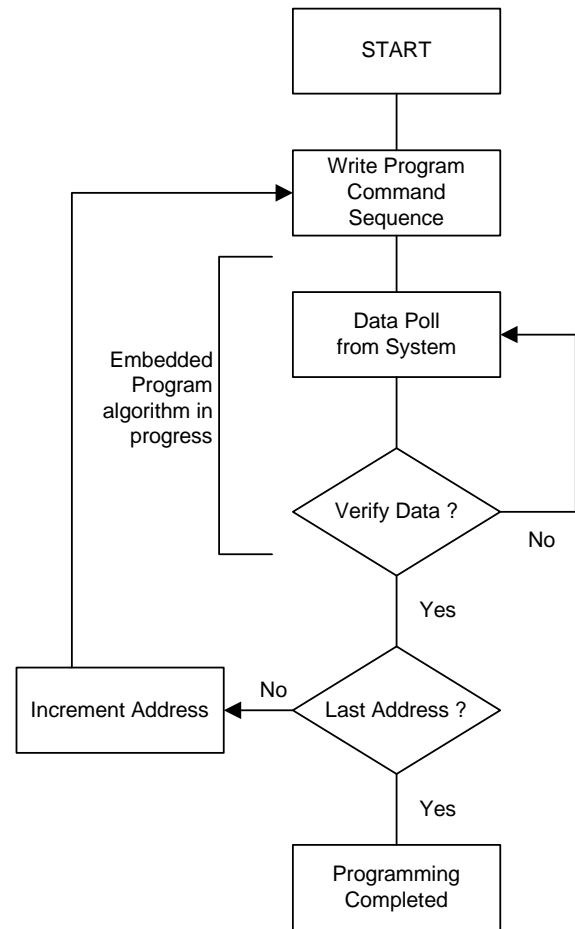 START
Write Program
Command
Sequence
Data Poll
from System
Embedded
Program
algorithm in
progress
Verify Data ?
No
Yes
No
Increment Address
Last Address ?
Yes
Programming
Completed